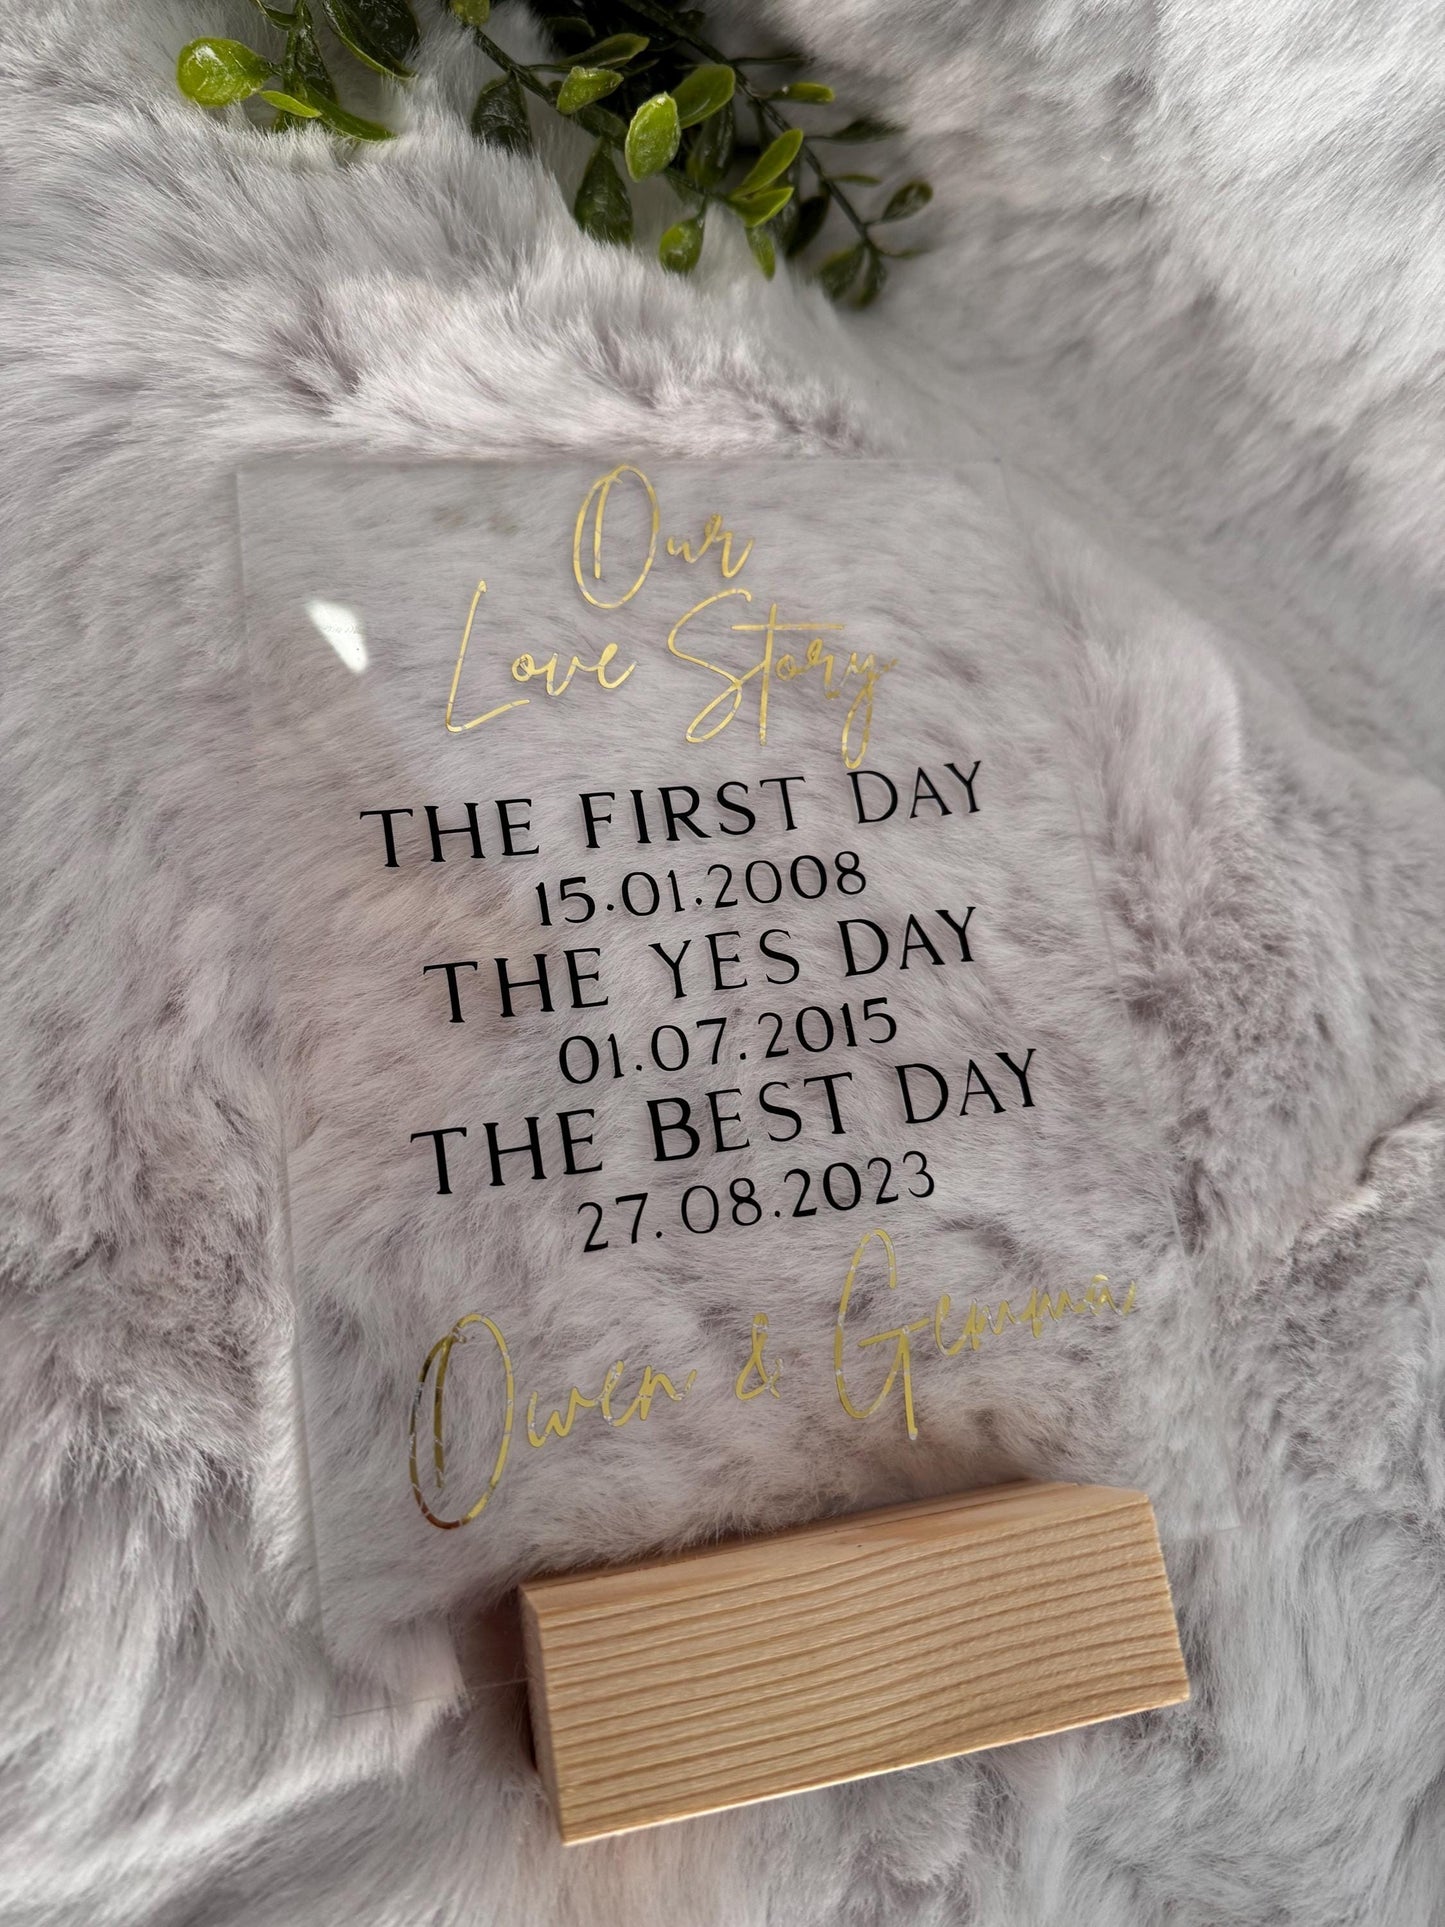 Our
Love Story
THE FIRST DAY
15.01.2008
THE YES DAY
01.07.2015
THE BEST DAY
27.08.2023
Owen & Gemma